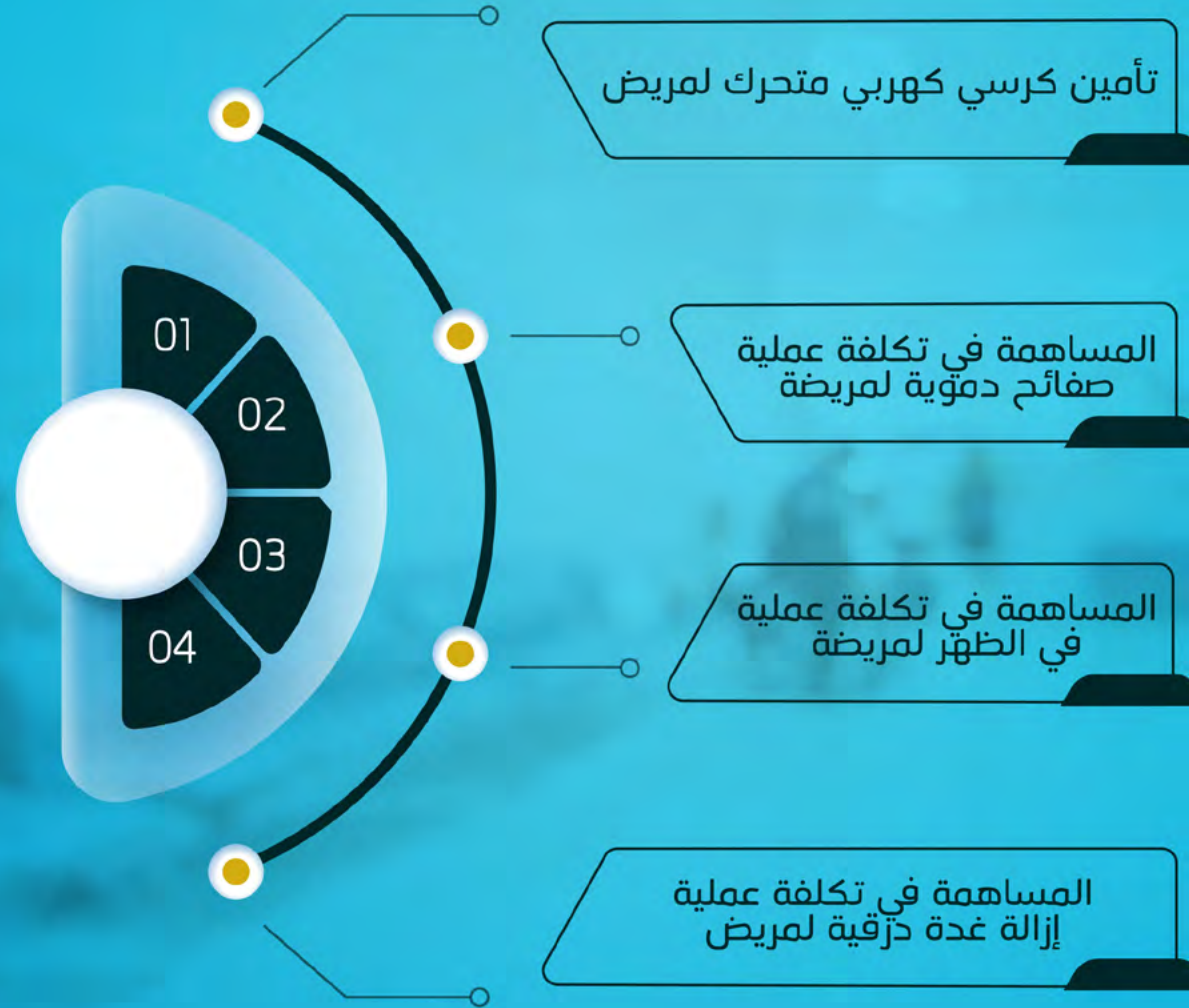 01
تأمين كرسي كهربي متحرك لمريض
02
المساهمة في تكلفة عملية
صفائح دموية لمريضة
03
المساهمة في تكلفة عملية
في الظهر لمريضة
04
المساهمة في تكلفة عملية
إزالة غدة درقية لمريض